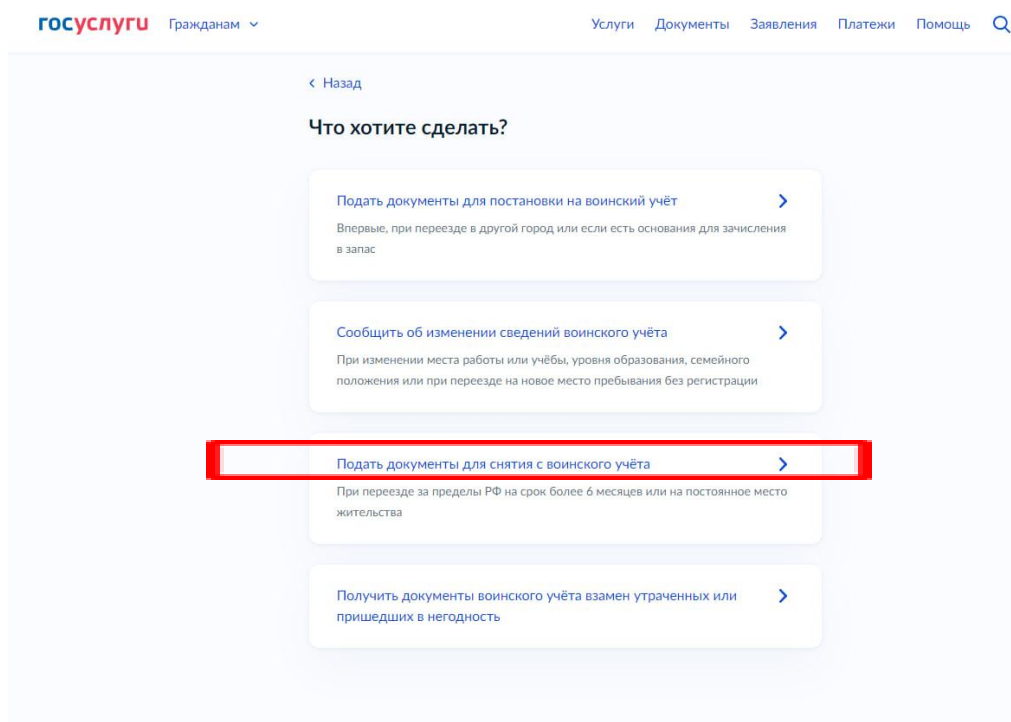 госуслуги Гражданам Услуги Документы Заявления Платежи Помощь
Назад
Что хотите сделать?
Подать документы для постановки на воинский учёт
Впервые, при переезде в другой город или если есть основания для зачисления
в запас
Сообщить об изменении сведений воинского учёта
При изменении места работы или учёбы, уровня образования, семейного
положения или при переезде на новое место пребывания без регистрации
Подать документы для снятия с воинского учёта
При переезде за пределы РФ на срок более 6 месяцев или на постоянное место
жительства
Получить документы воинского учёта взамен утраченных или
пришедших в негодность